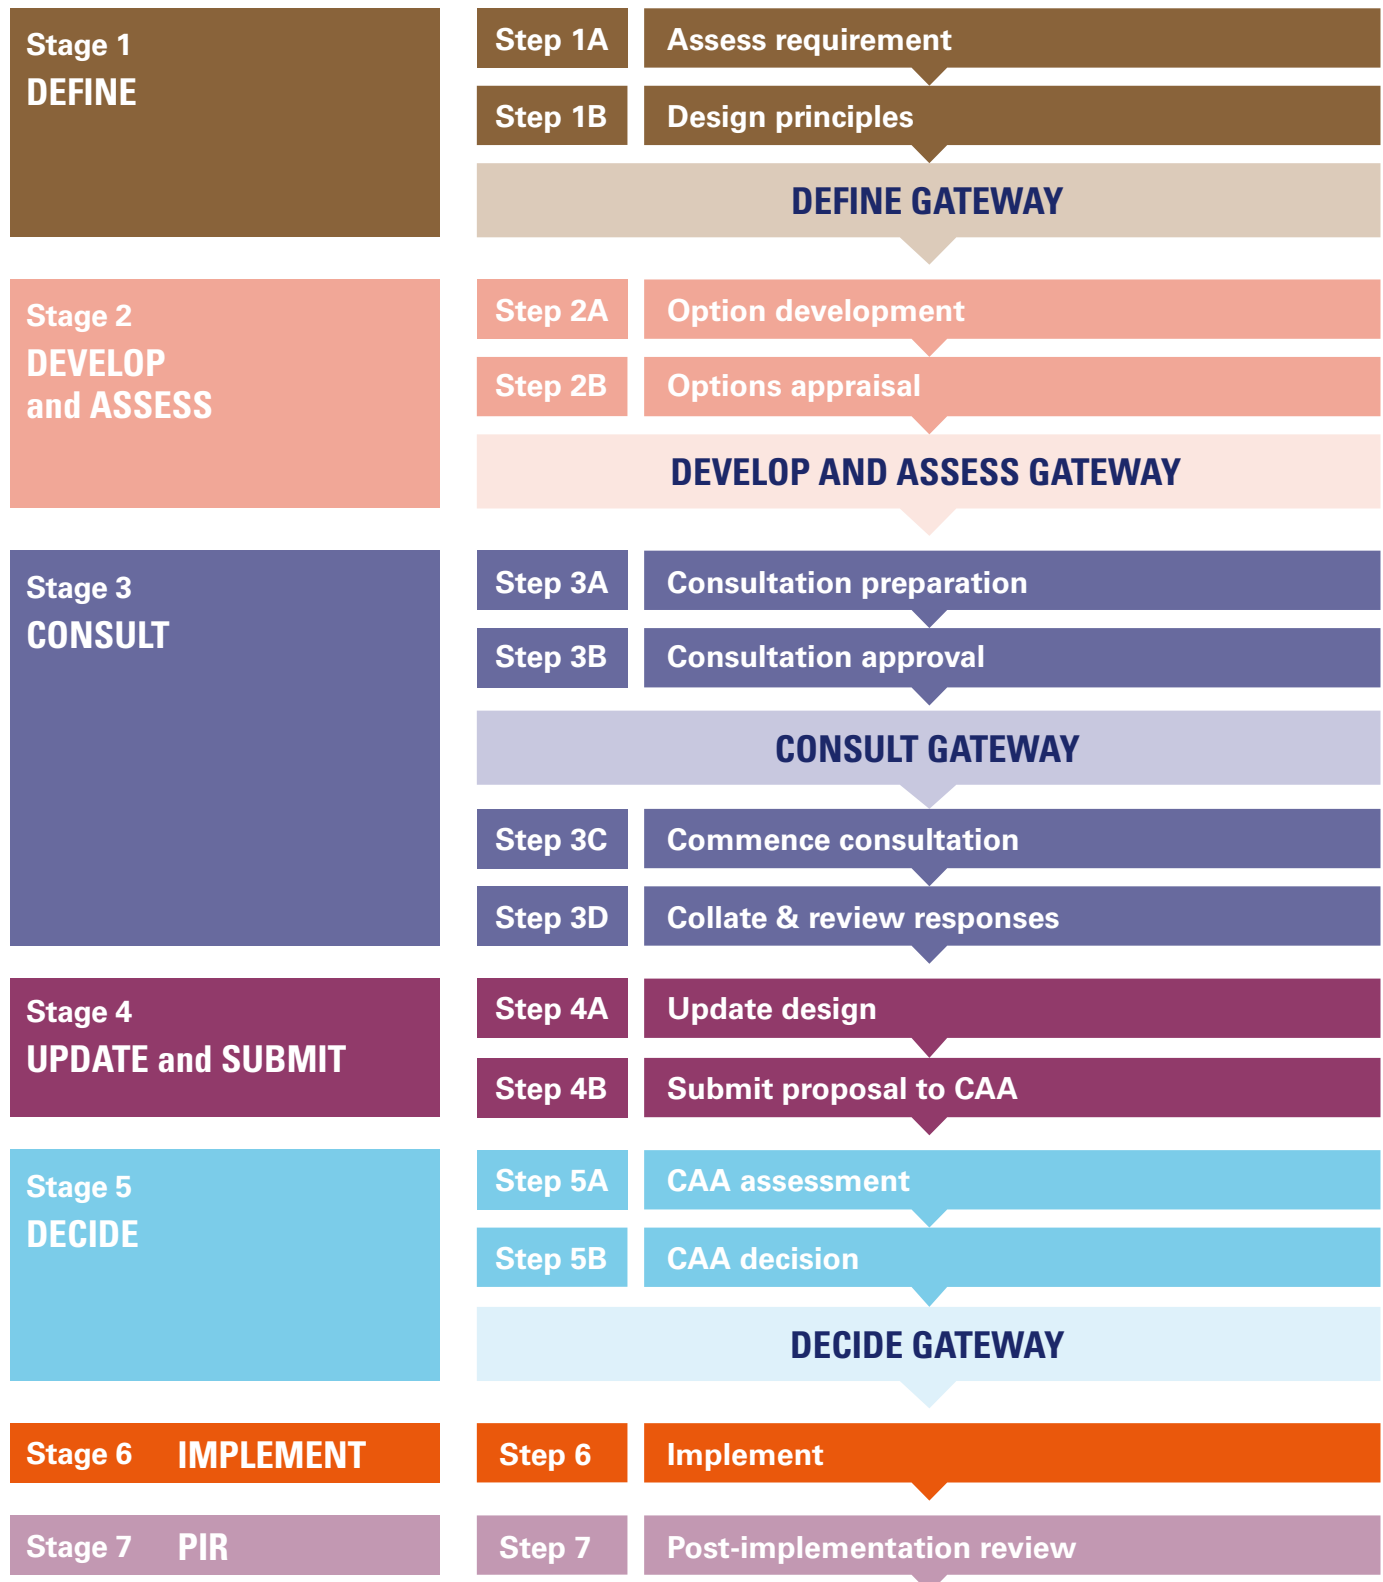 Stage 1
DEFINE
Step 1A Assess requirement
Step 1B Design principles
DEFINE GATEWAY
Stage 2
DEVELOP
and ASSESS
Step 2A Option development
Step 2B Options appraisal
DEVELOP AND ASSESS GATEWAY
Stage 3
CONSULT
Step 3A Consultation preparation
Step 3B Consultation approval
CONSULT GATEWAY
Step 3C Commence consultation
Step 3D Collate & review responses
Stage 4
UPDATE and SUBMIT
Step 4A Update design
Step 4B Submit proposal to CAA
Stage 5
DECIDE
Step 5A CAA assessment
Step 5B CAA decision
DECIDE GATEWAY
Stage 6 IMPLEMENT
Step 6 Implement
Stage 7 PIR
Step 7 Post-implementation review